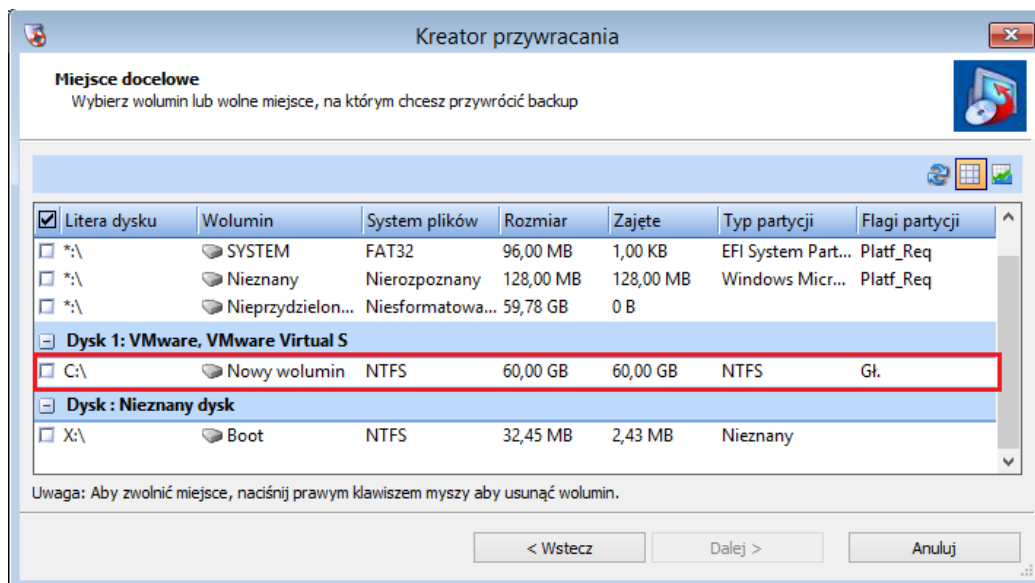 Kreator przywracania
Miejsce docelowe
Wybierz wolumin lub wolne miejsce, na którym chcesz przywrócić backup
Litera dysku Wolumin System plików Rozmiar Zajęte Typ partycji Flagi partycji
*:\ SYSTEM FAT32 96,00 MB 1,00 KB EFI System Part... Platf_Req
*:\ Nieznany Nierozpoznany 128,00 MB 128,00 MB Windows Micr... Platf_Req
*:\ Nieprzydzielon... Niesformatowa... 59,78 GB 0 B
Dysk 1: VMware, VMware Virtual S
C:\ Nowy wolumin NTFS 60,00 GB 60,00 GB NTFS Gł.
Dysk : Nieznany dysk
X:\ Boot NTFS 32,45 MB 2,43 MB Nieznany
Uwaga: Aby zwolnić miejsce, naciśnij prawym klawiszem myszy aby usunąć wolumin.
< Wstecz Dalej > Anuluj